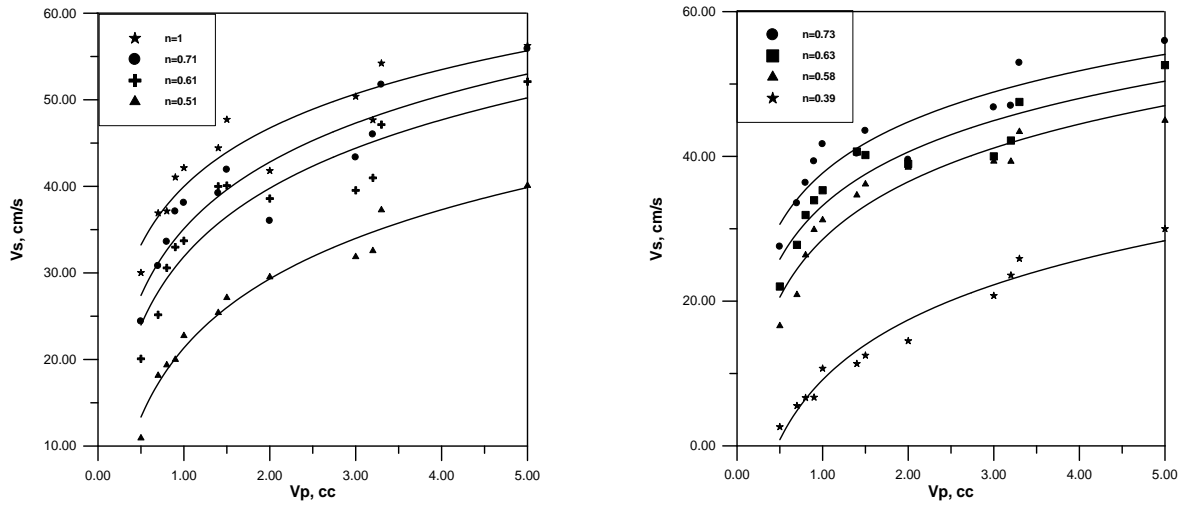 60.00
50.00
40.00
30.00
20.00
10.00
Vs, cm/s
n=1
n=0.71
n=0.61
n=0.51
0.00 1.00 2.00 3.00 4.00 5.00
Vp, cc
60.00
40.00
20.00
0.00
Vs, cm/s
n=0.73
n=0.63
n=0.58
n=0.39
0.00 1.00 2.00 3.00 4.00 5.00
Vp, cc